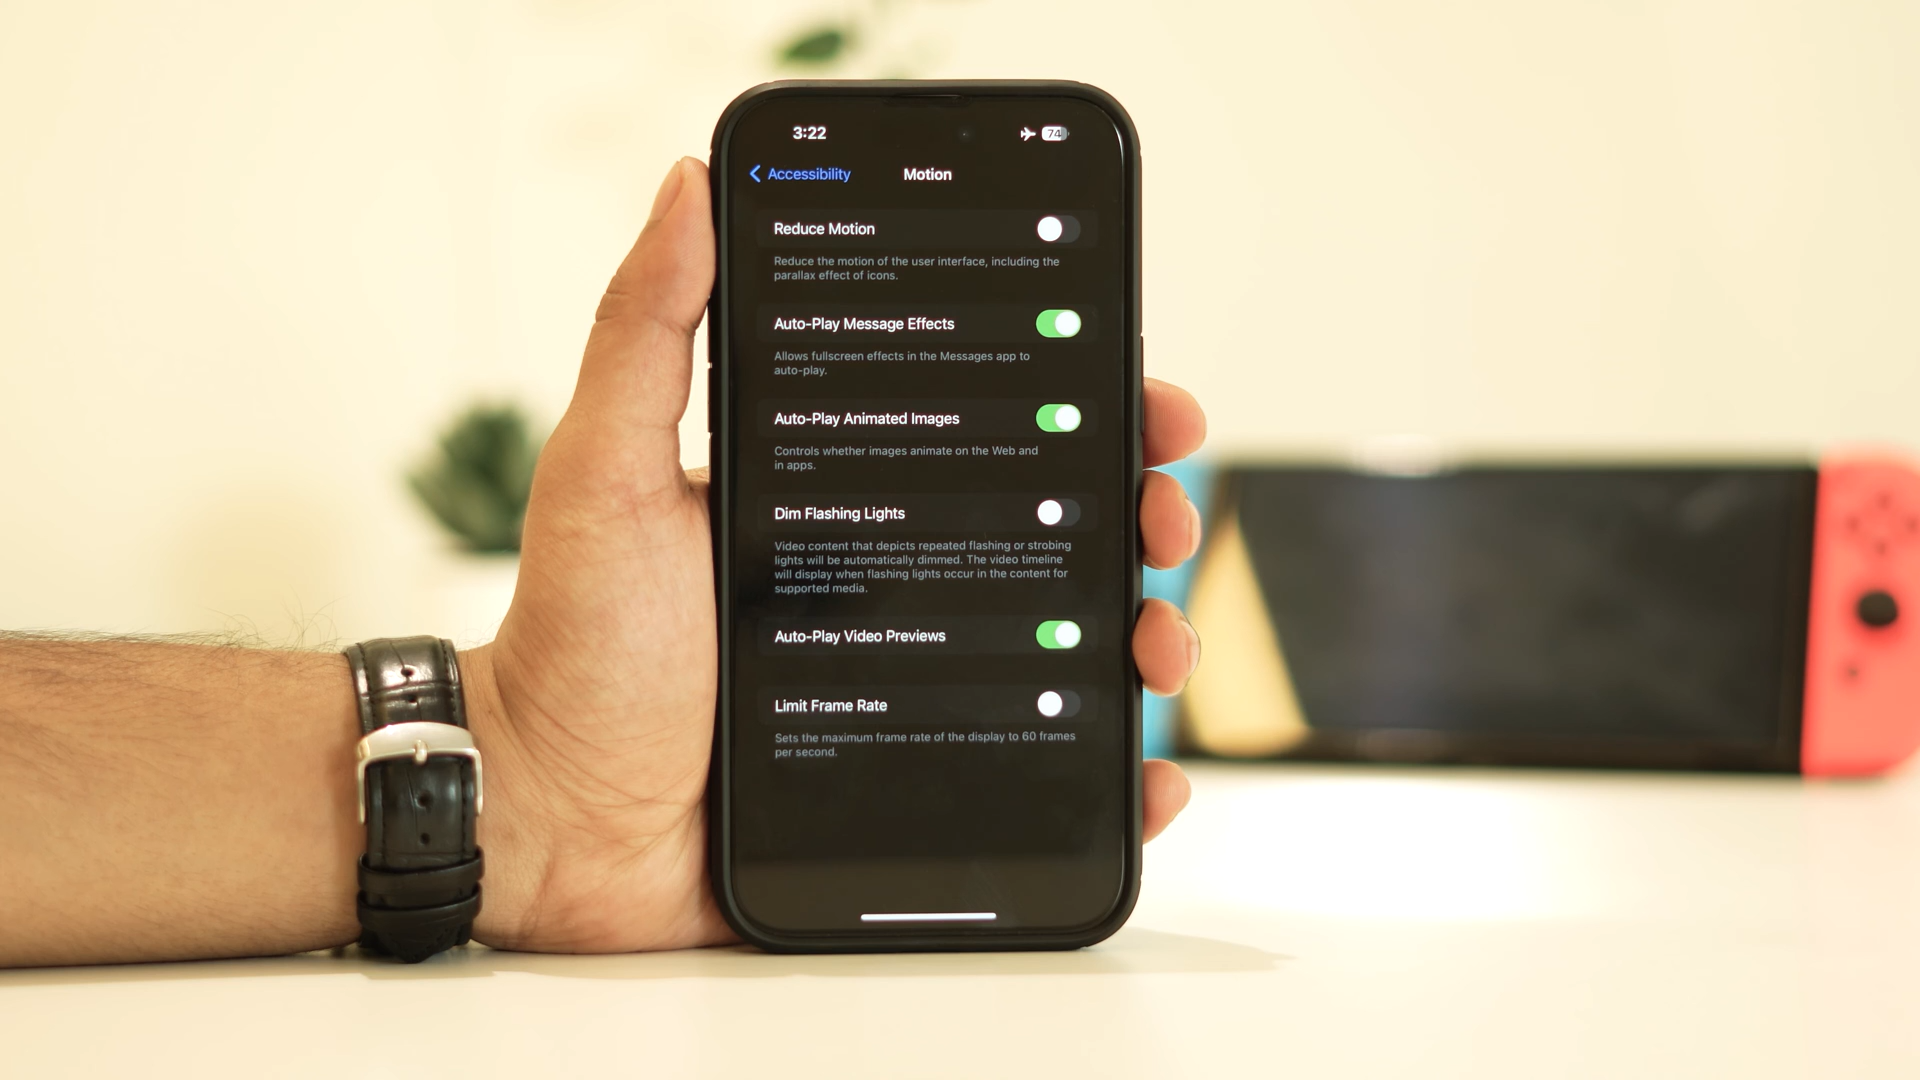 3:22
74
Accessibility
Motion
Reduce Motion
Reduce the motion of the user interface, including the
parallax effect of icons.
Auto-Play Message Effects
Allows fullscreen effects in the Messages app to
auto-play.
Auto-Play Animated Images
Controls whether images animate on the Web and
in apps.
Dim Flashing Lights
Video content that depicts repeated flashing or strobing
lights will be automatically dimmed. The video timeline
will display when flashing lights occur in the content for
supported media.
Auto-Play Video Previews
Limit Frame Rate
Sets the maximum frame rate of the display to 60 frames
per second.